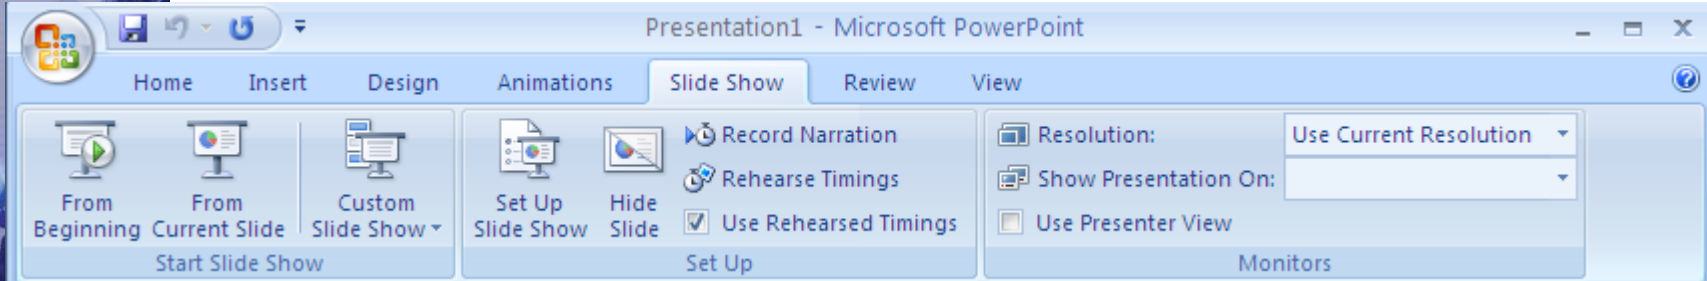 Presentation1 - Microsoft PowerPoint
Home Insert Design Animations Slide Show Review View
From Beginning
From Current Slide
Custom Slide Show
Start Slide Show
Set Up Slide Show
Hide Slide
Record Narration
Rehearse Timings
Use Rehearsed Timings
Set Up
Resolution: Use Current Resolution
Show Presentation On:
Use Presenter View
Monitors